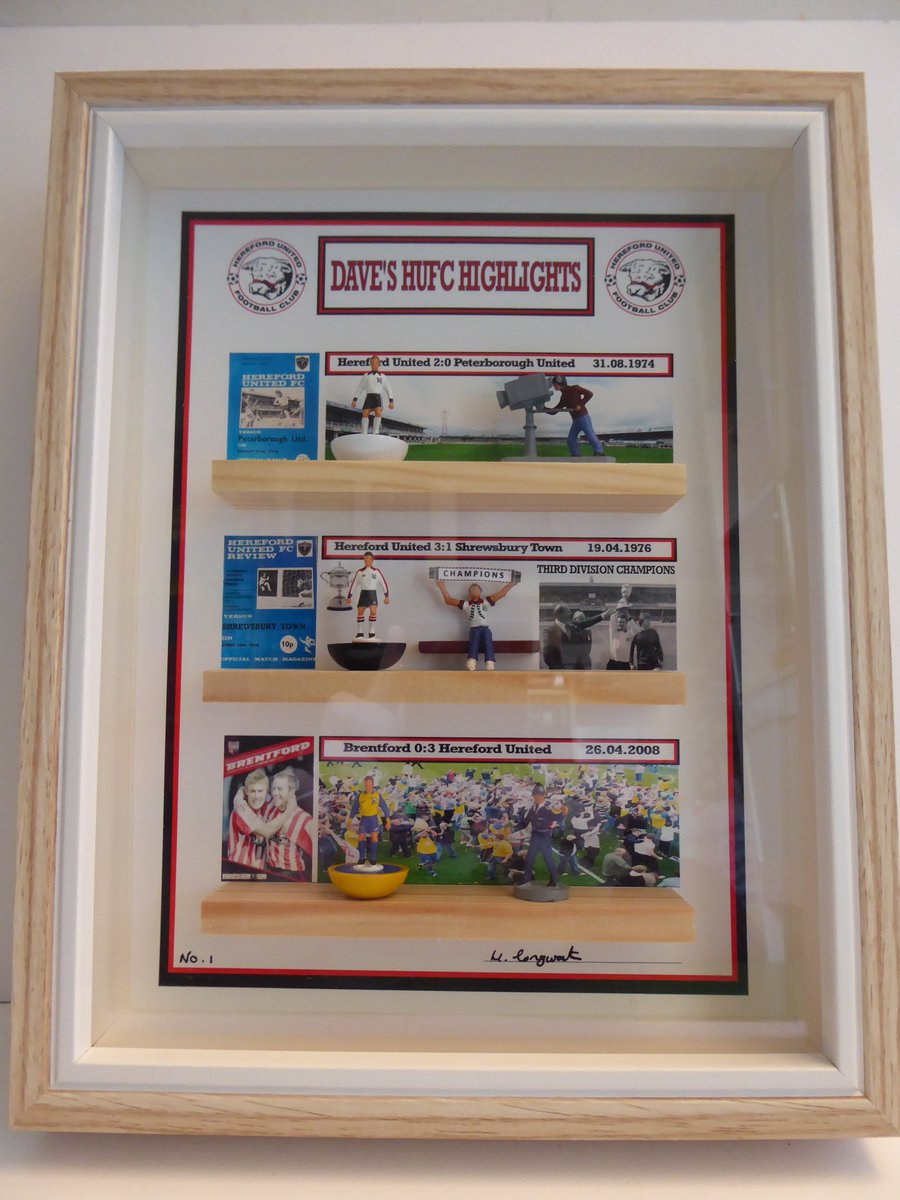 HEREFORD UNITED
FOOTBALL CLUB
DAVE'S HUFC HIGHLIGHTS
HEREFORD UNITED
FOOTBALL CLUB
Hereford United 2:0 Peterborough United 31.08.1974
HEREFORD
UNITED FC
VERSUS
Peterborough Utd.
Hereford United 3:1 Shrewsbury Town 19.04.1976
HEREFORD
UNITED FC
REVIEW
VERSUS
SHREWSBURY TOWN
ON
10p
OFFICIAL MATCH MAGAZINE
CHAMPIONS
THIRD DIVISION CHAMPIONS
Brentford 0:3 Hereford United 26.04.2008
BRENTFORD
No. 1